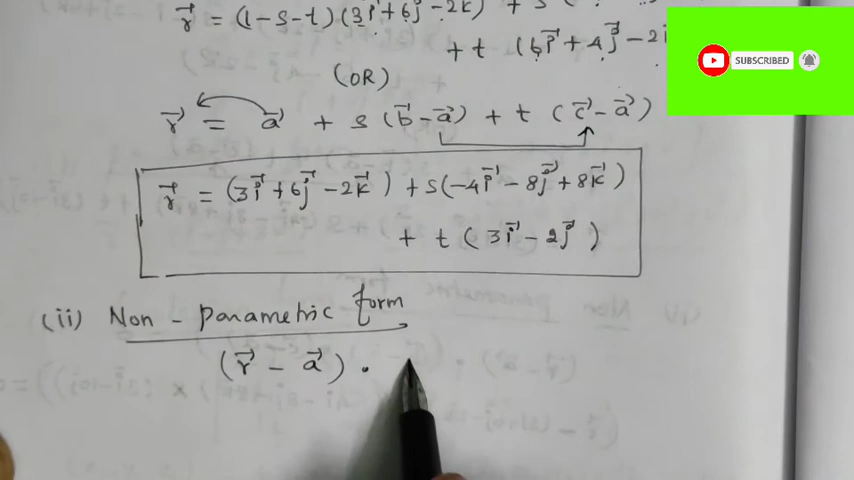 r⃗ = (1-s-t)(3i⃗+6j⃗-2k⃗) + s
+ t (6i⃗+4j⃗-2
(OR)
r⃗ = a⃗ + s(b⃗-a⃗) + t (c⃗-a⃗)
r⃗ = (3i⃗+6j⃗-2k⃗) + s(-4i⃗-8j⃗+8k⃗)
+ t(3i⃗-2j⃗)
(ii) Non - parametric form
(r⃗ - a⃗) .
SUBSCRIBED